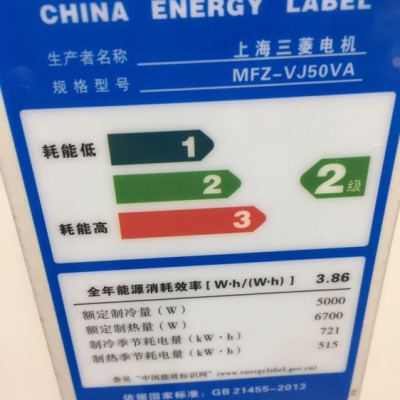 CHINA ENERGY LABEL
生产者名称 上海三菱电机
规格型号 MFZ-VJ50VA
耗能低
1
2
2级
耗能高
3
全年能源消耗效率[W·h/(W·h)] 3.86
额定制冷量(W) 5000
额定制热量(W) 6700
制冷季节耗电量(kW·h) 721
制热季节耗电量(kW·h) 515
参见"中国能效标识网"(www.energylabel.gov.cn)
依据国家标准:GB 21455-2013